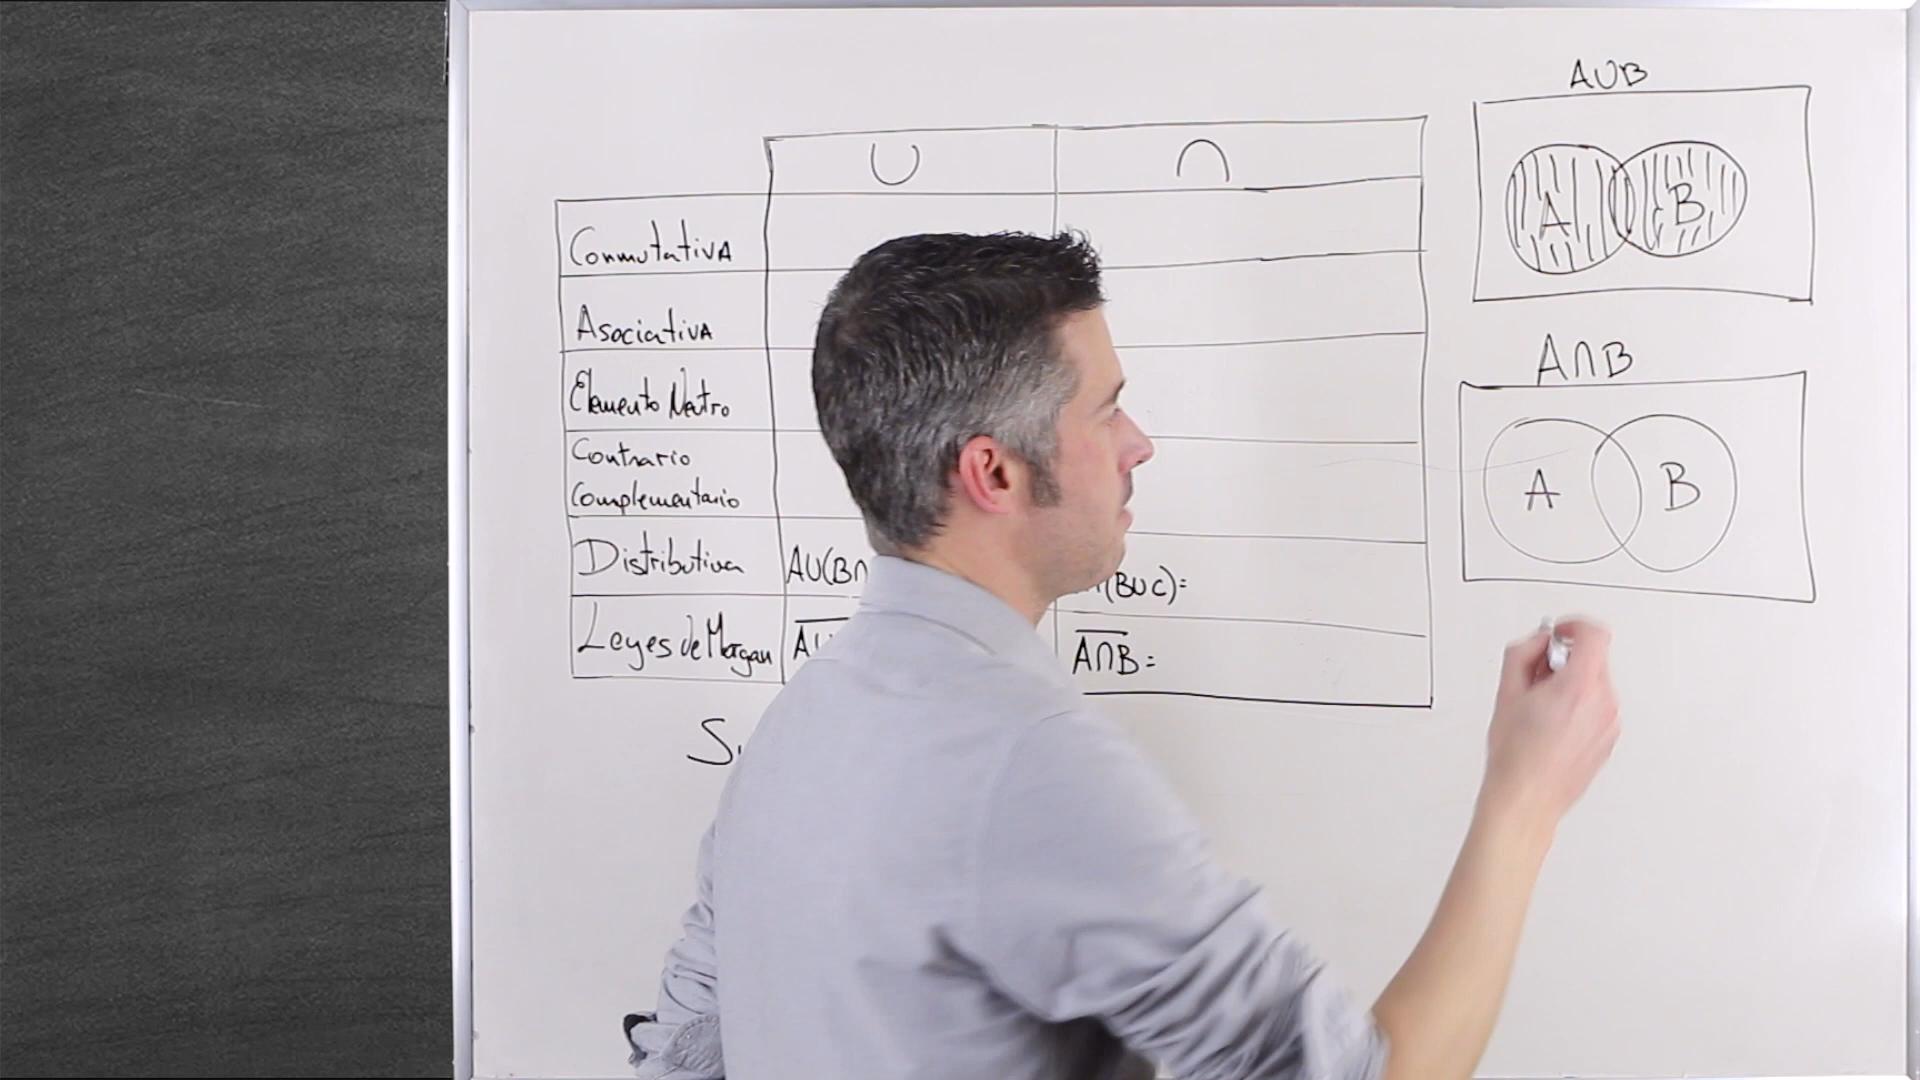 ∪ ∩
Conmutativa
Asociativa
Elemento Neutro
Contrario
Complementario
Distributiva A∪(B∩ (B∪C)=
Leyes de Morgan A̅∪̅ A̅∩̅B̅=
A∪B
A B
A∩B
A B